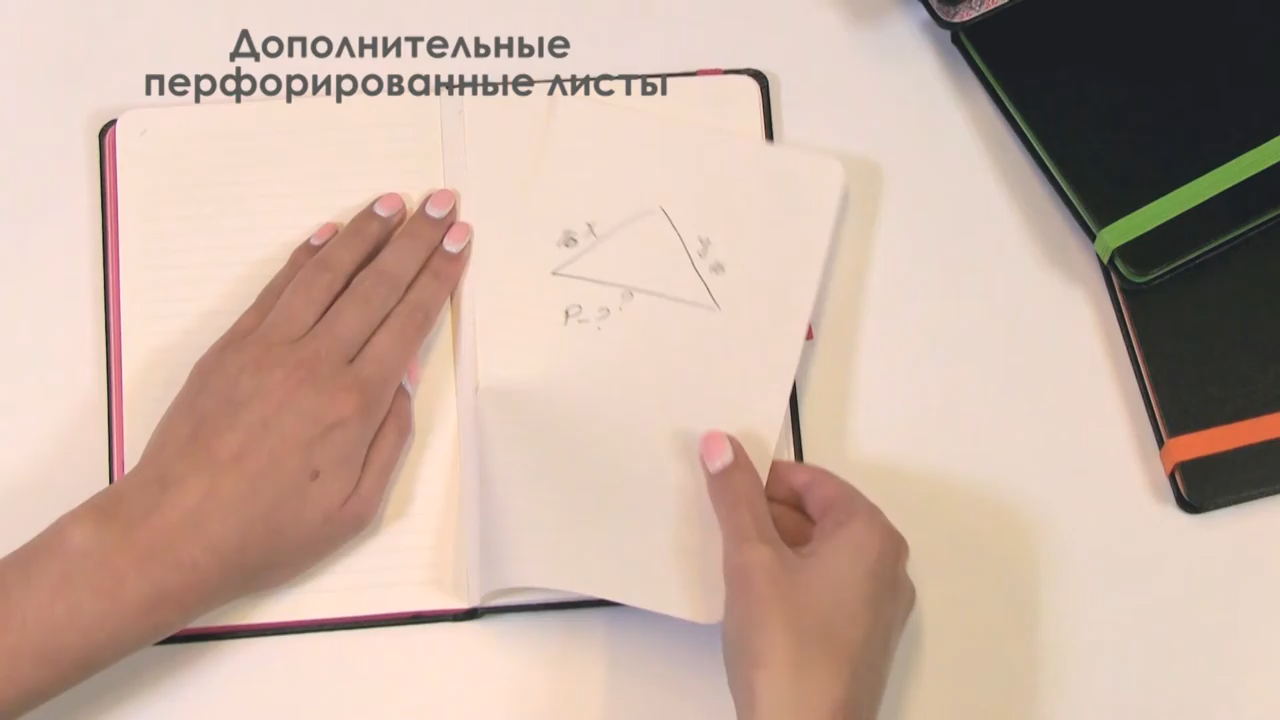 Дополнительные
перфорированные листы
P-?